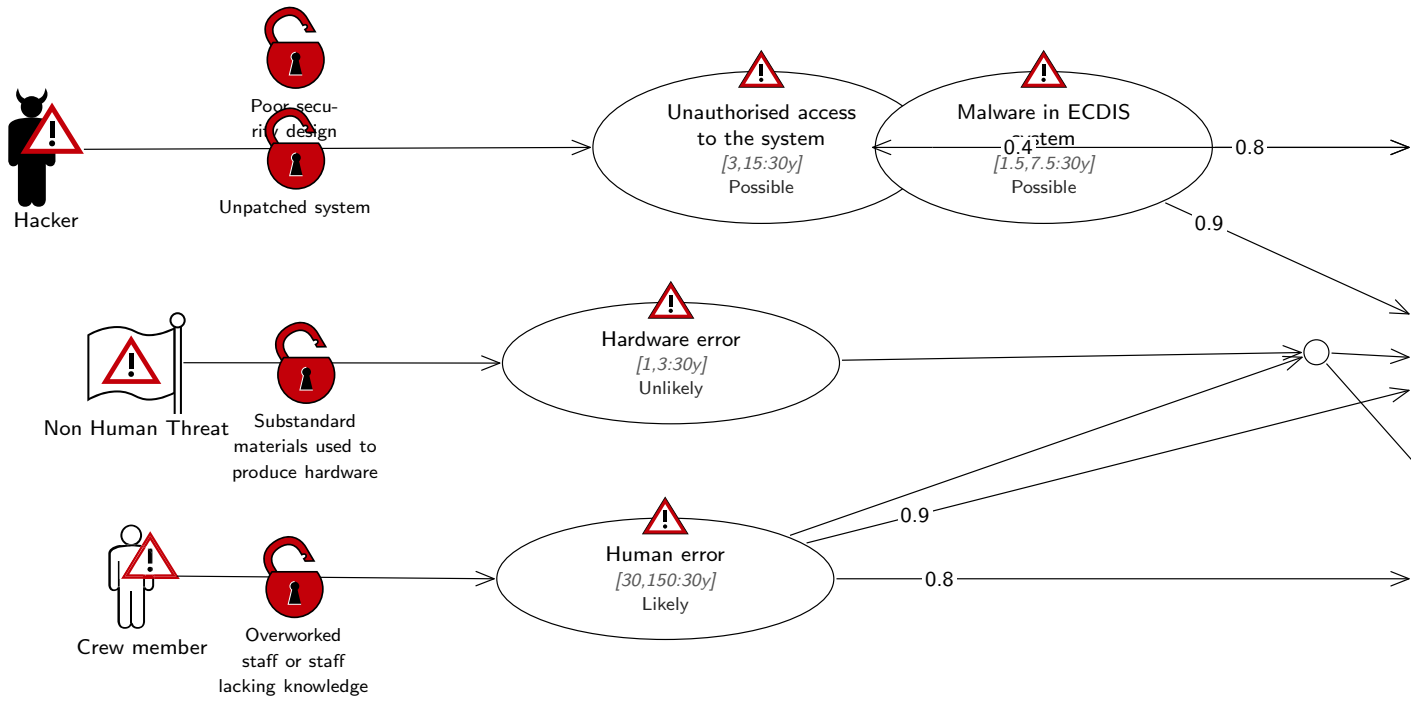 Poor secu-
rity design
Unpatched system
Hacker
Unauthorised access
to the system
[3,15:30y]
Possible
Malware in ECDIS
system
[1.5,7.5:30y]
Possible
0.4
0.8
0.9
Non Human Threat
Substandard
materials used to
produce hardware
Hardware error
[1,3:30y]
Unlikely
Crew member
Overworked
staff or staff
lacking knowledge
Human error
[30,150:30y]
Likely
0.9
0.8